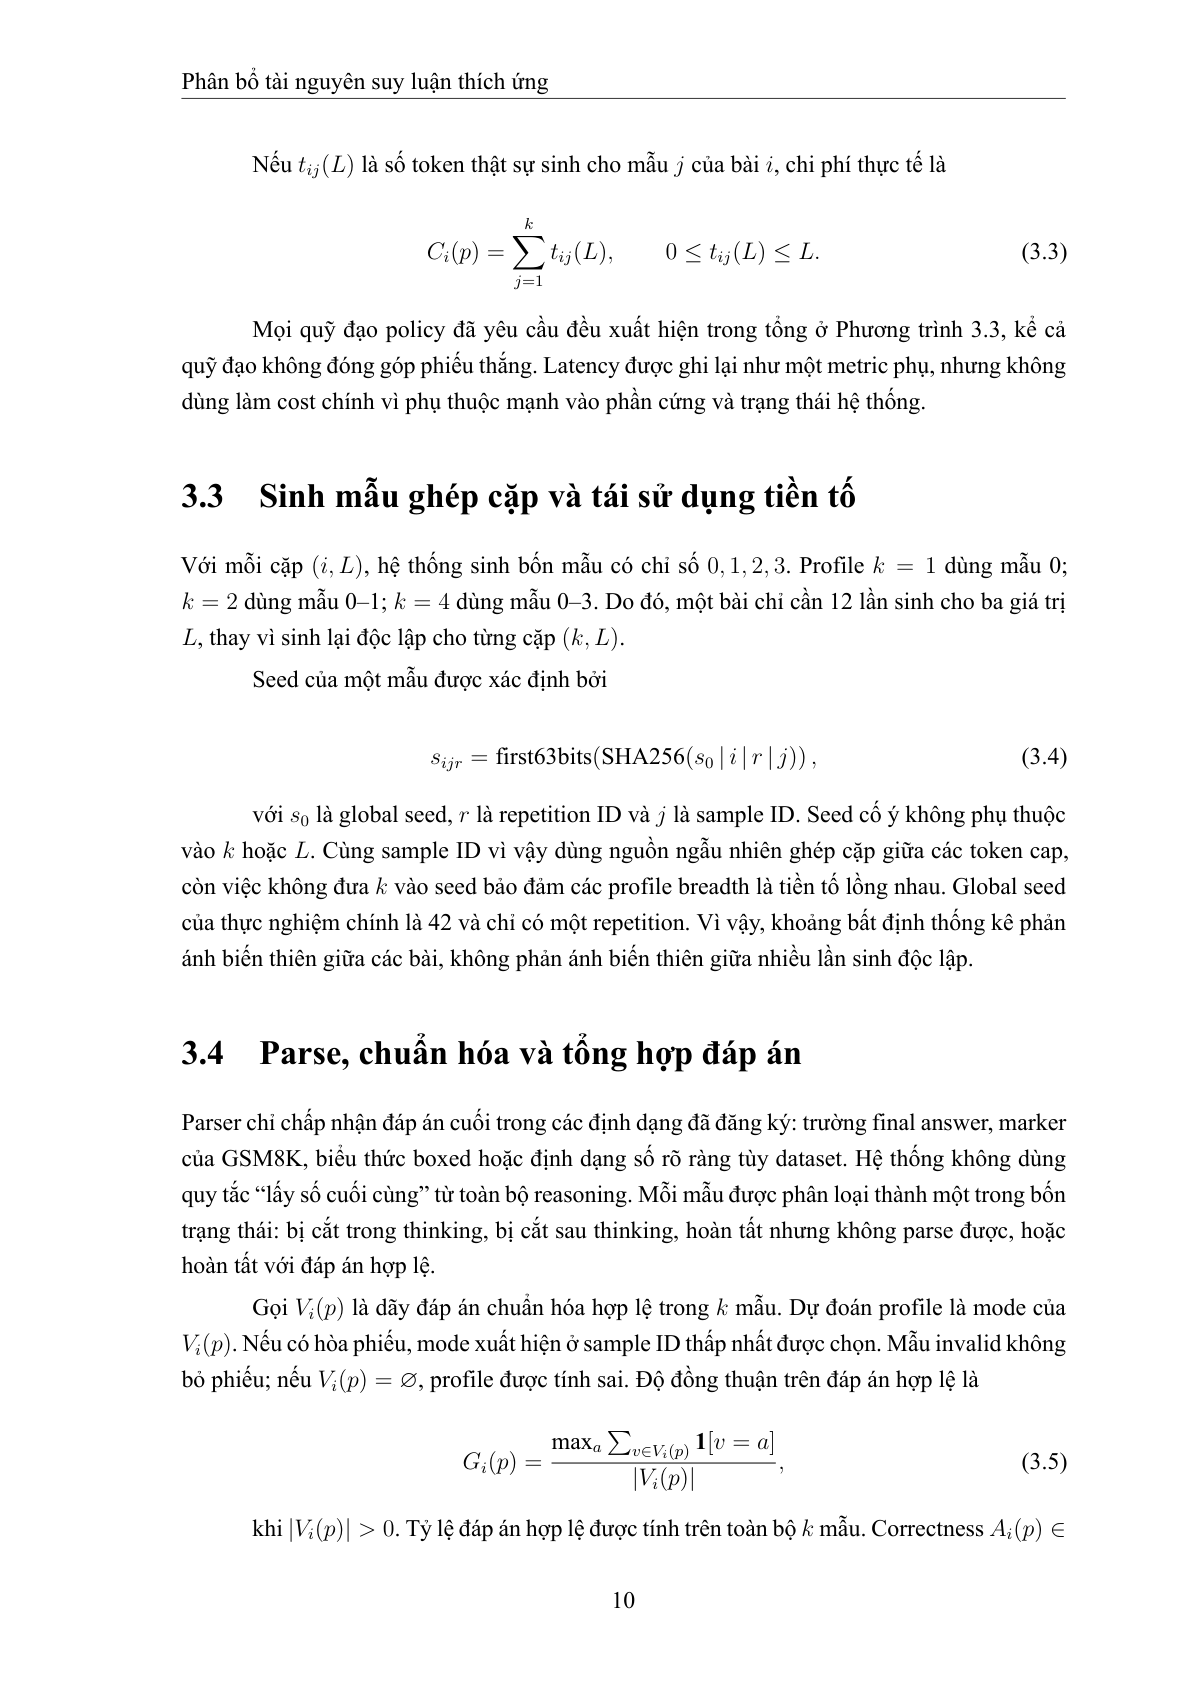 Phân bổ tài nguyên suy luận thích ứng
Nếu t_{ij}(L) là số token thật sự sinh cho mẫu j của bài i, chi phí thực tế là
C_i(p) = \sum_{j=1}^{k} t_{ij}(L), 0 ≤ t_{ij}(L) ≤ L. (3.3)
Mọi quỹ đạo policy đã yêu cầu đều xuất hiện trong tổng ở Phương trình 3.3, kể cả
quỹ đạo không đóng góp phiếu thắng. Latency được ghi lại như một metric phụ, nhưng không
dùng làm cost chính vì phụ thuộc mạnh vào phần cứng và trạng thái hệ thống.
3.3 Sinh mẫu ghép cặp và tái sử dụng tiền tố
Với mỗi cặp (i, L), hệ thống sinh bốn mẫu có chỉ số 0, 1, 2, 3. Profile k = 1 dùng mẫu 0;
k = 2 dùng mẫu 0–1; k = 4 dùng mẫu 0–3. Do đó, một bài chỉ cần 12 lần sinh cho ba giá trị
L, thay vì sinh lại độc lập cho từng cặp (k, L).
Seed của một mẫu được xác định bởi
s_{ijr} = first63bits(SHA256(s_0 | i | r | j)), (3.4)
với s_0 là global seed, r là repetition ID và j là sample ID. Seed cố ý không phụ thuộc
vào k hoặc L. Cùng sample ID vì vậy dùng nguồn ngẫu nhiên ghép cặp giữa các token cap,
còn việc không đưa k vào seed bảo đảm các profile breadth là tiền tố lồng nhau. Global seed
của thực nghiệm chính là 42 và chỉ có một repetition. Vì vậy, khoảng bất định thống kê phản
ánh biến thiên giữa các bài, không phản ánh biến thiên giữa nhiều lần sinh độc lập.
3.4 Parse, chuẩn hóa và tổng hợp đáp án
Parser chỉ chấp nhận đáp án cuối trong các định dạng đã đăng ký: trường final answer, marker
của GSM8K, biểu thức boxed hoặc định dạng số rõ ràng tùy dataset. Hệ thống không dùng
quy tắc “lấy số cuối cùng” từ toàn bộ reasoning. Mỗi mẫu được phân loại thành một trong bốn
trạng thái: bị cắt trong thinking, bị cắt sau thinking, hoàn tất nhưng không parse được, hoặc
hoàn tất với đáp án hợp lệ.
Gọi V_i(p) là dãy đáp án chuẩn hóa hợp lệ trong k mẫu. Dự đoán profile là mode của
V_i(p). Nếu có hòa phiếu, mode xuất hiện ở sample ID thấp nhất được chọn. Mẫu invalid không
bỏ phiếu; nếu V_i(p) = ∅, profile được tính sai. Độ đồng thuận trên đáp án hợp lệ là
G_i(p) = \frac{max_a \sum_{v∈V_i(p)} 1[v = a]}{|V_i(p)|}, (3.5)
khi |V_i(p)| > 0. Tỷ lệ đáp án hợp lệ được tính trên toàn bộ k mẫu. Correctness A_i(p) ∈
10